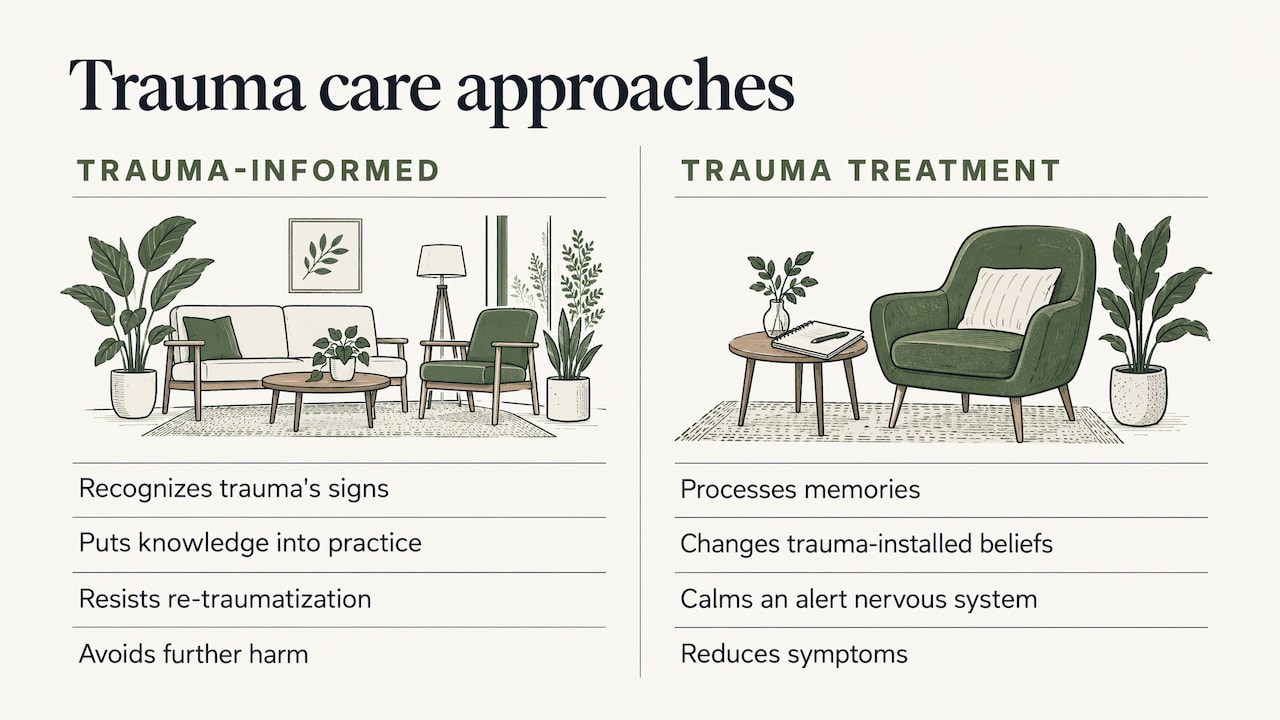 Trauma care approaches
TRAUMA-INFORMED
Recognizes trauma's signs
Puts knowledge into practice
Resists re-traumatization
Avoids further harm
TRAUMA TREATMENT
Processes memories
Changes trauma-installed beliefs
Calms an alert nervous system
Reduces symptoms